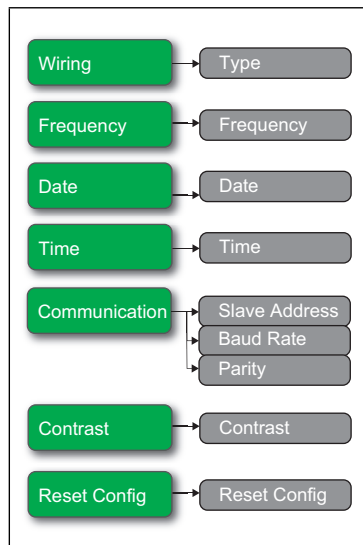 Wiring
Type
Frequency
Frequency
Date
Date
Time
Time
Communication
Slave Address
Baud Rate
Parity
Contrast
Contrast
Reset Config
Reset Config